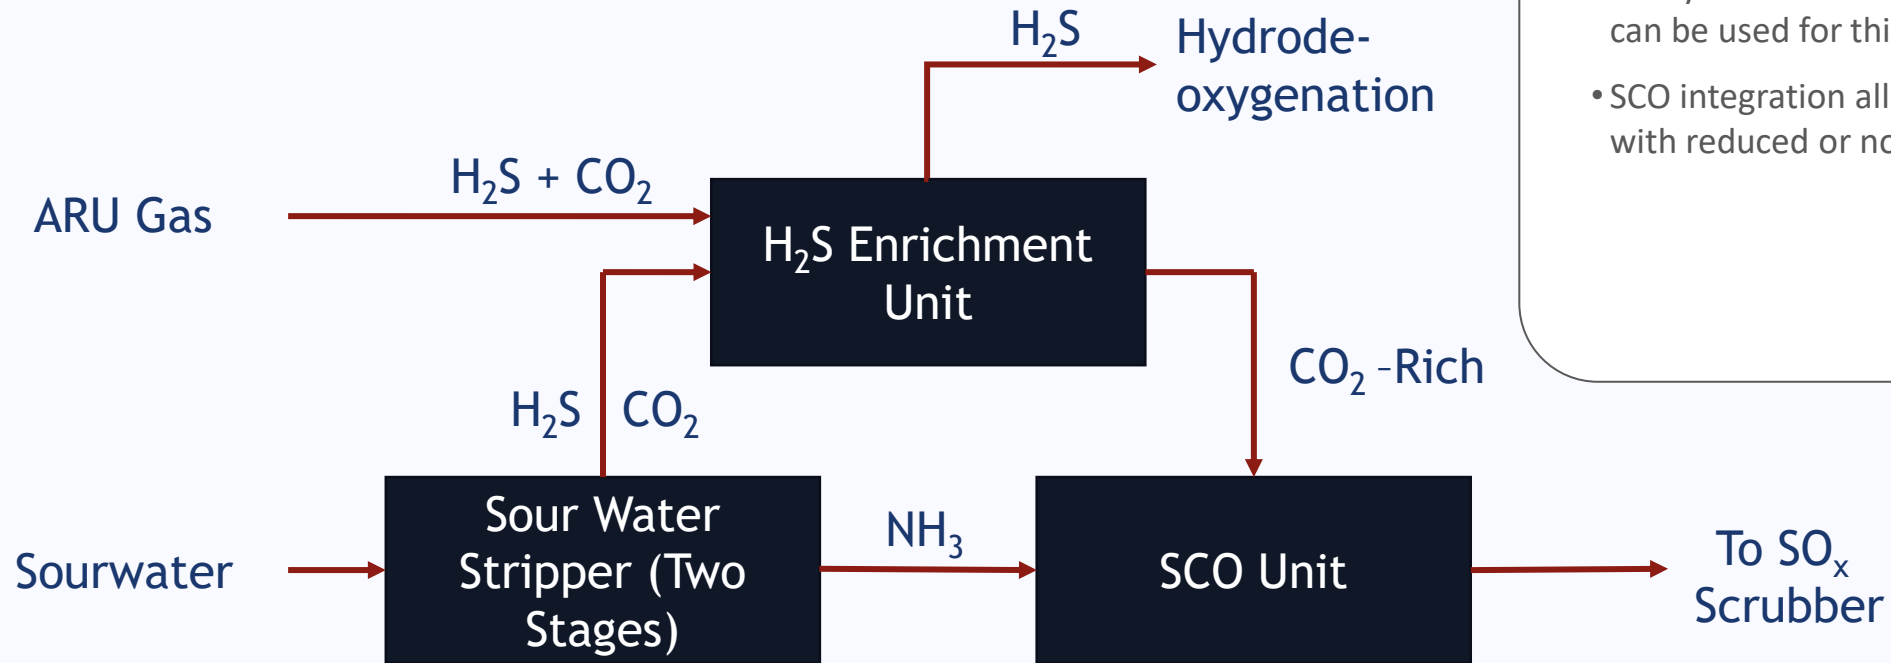 H₂S
Hydrode-
oxygenation
can be used for thi
• SCO integration all
with reduced or no
H₂S + CO₂
ARU Gas
H₂S Enrichment
Unit
CO₂ -Rich
H₂S
CO₂
Sour Water
Stripper (Two
Stages)
NH₃
Sourwater
SCO Unit
To SOₓ
Scrubber